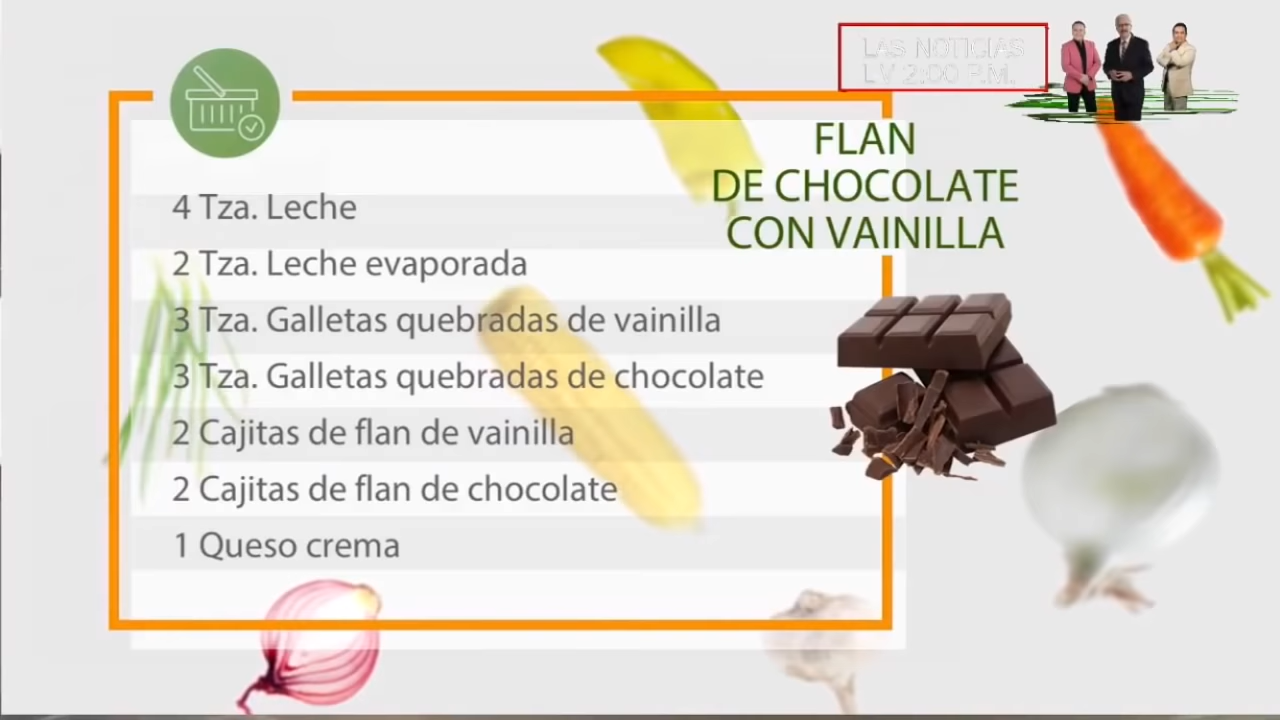 LAS NOTICIAS
L-V 2:00 P.M.
FLAN
DE CHOCOLATE
CON VAINILLA
4 Tza. Leche
2 Tza. Leche evaporada
3 Tza. Galletas quebradas de vainilla
3 Tza. Galletas quebradas de chocolate
2 Cajitas de flan de vainilla
2 Cajitas de flan de chocolate
1 Queso crema